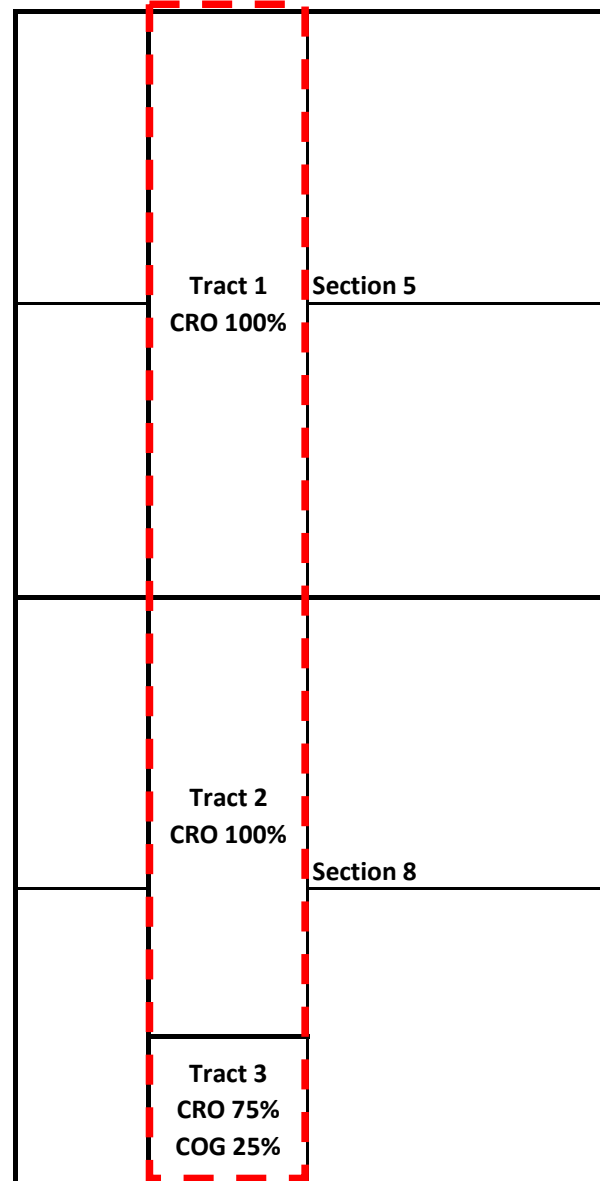 Tract 1
CRO 100%
Section 5
Tract 2
CRO 100%
Section 8
Tract 3
CRO 75%
COG 25%